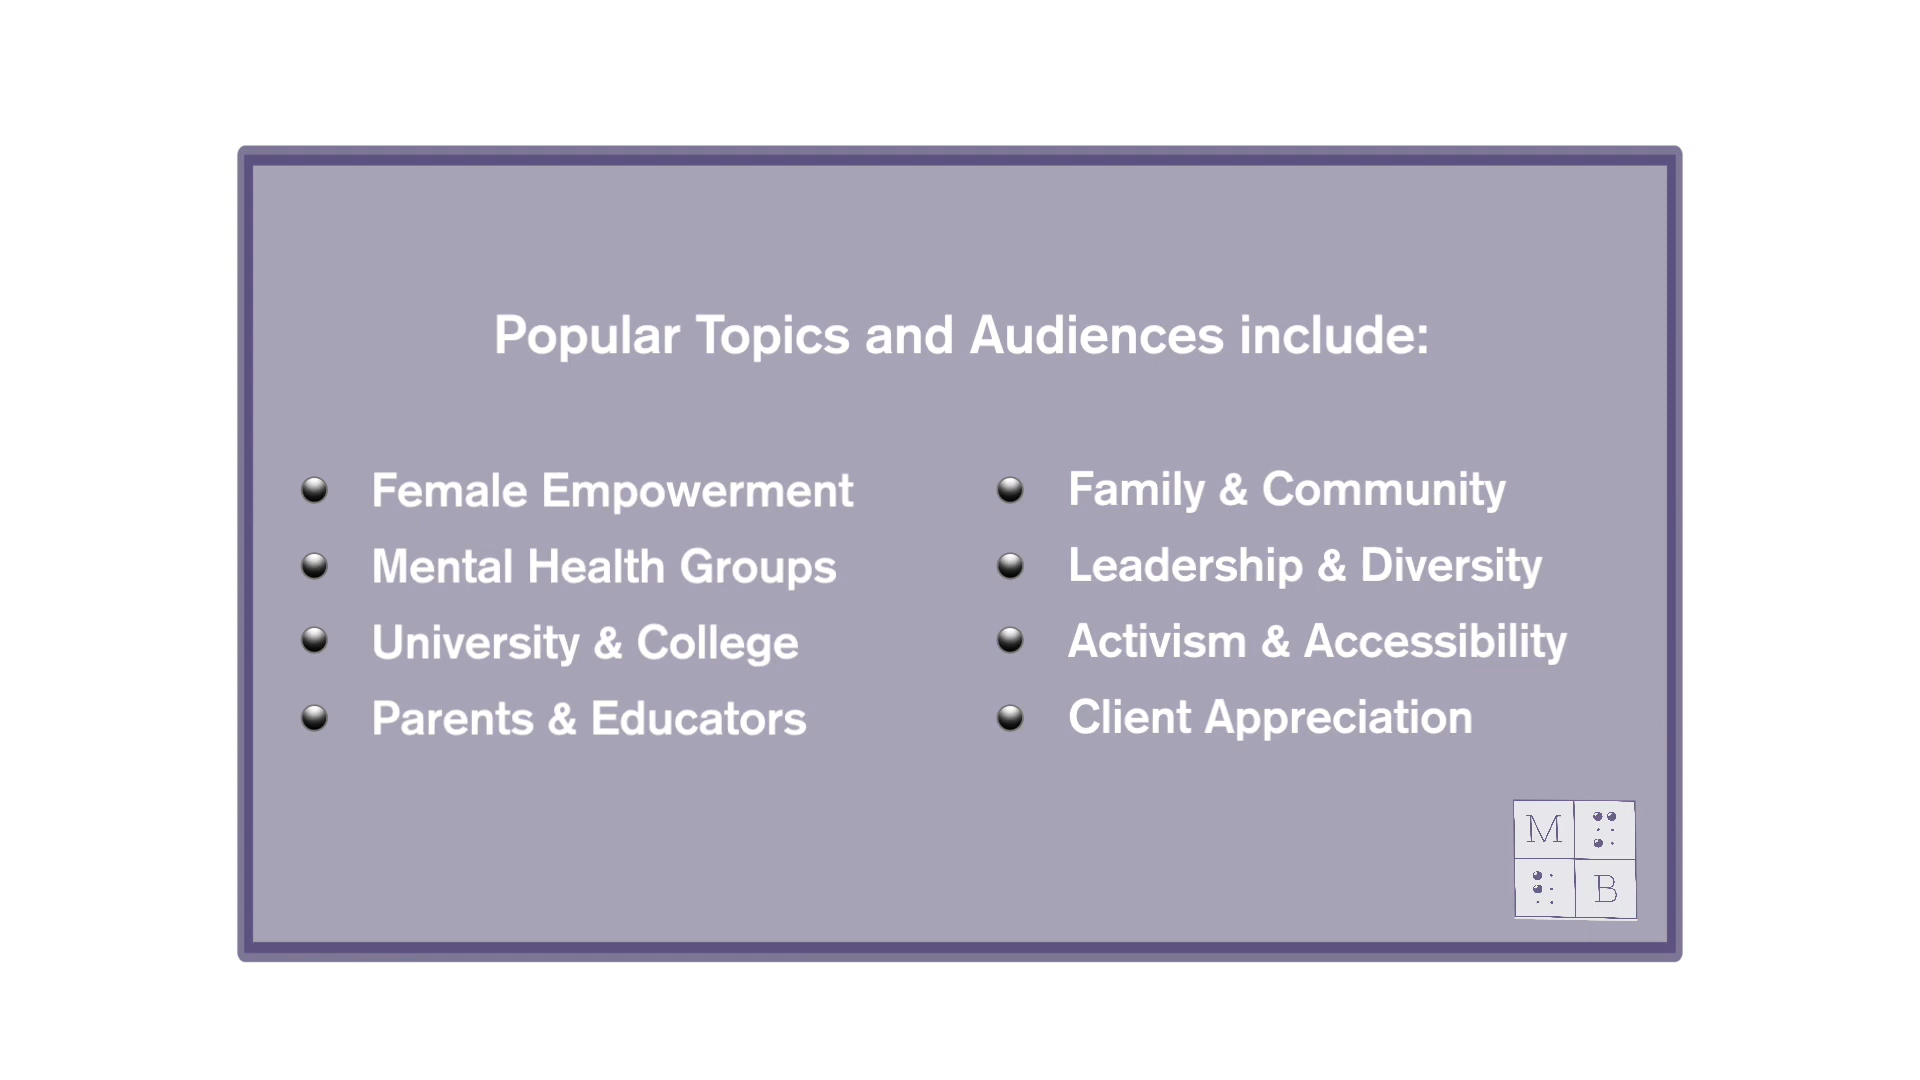 Popular Topics and Audiences include:
Female Empowerment
Mental Health Groups
University & College
Parents & Educators
Family & Community
Leadership & Diversity
Activism & Accessibility
Client Appreciation
M ⠍
⠃ B